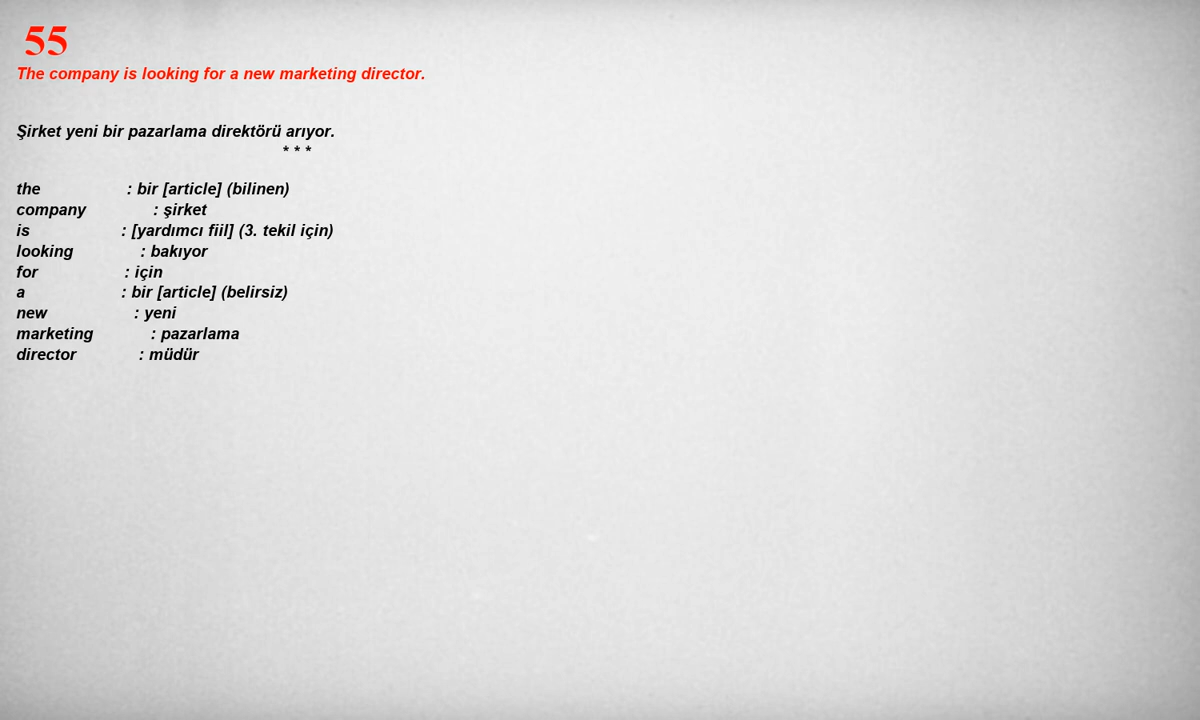 55
The company is looking for a new marketing director.
Şirket yeni bir pazarlama direktörü arıyor.
* * *
the : bir [article] (bilinen)
company : şirket
is : [yardımcı fiil] (3. tekil için)
looking : bakıyor
for : için
a : bir [article] (belirsiz)
new : yeni
marketing : pazarlama
director : müdür